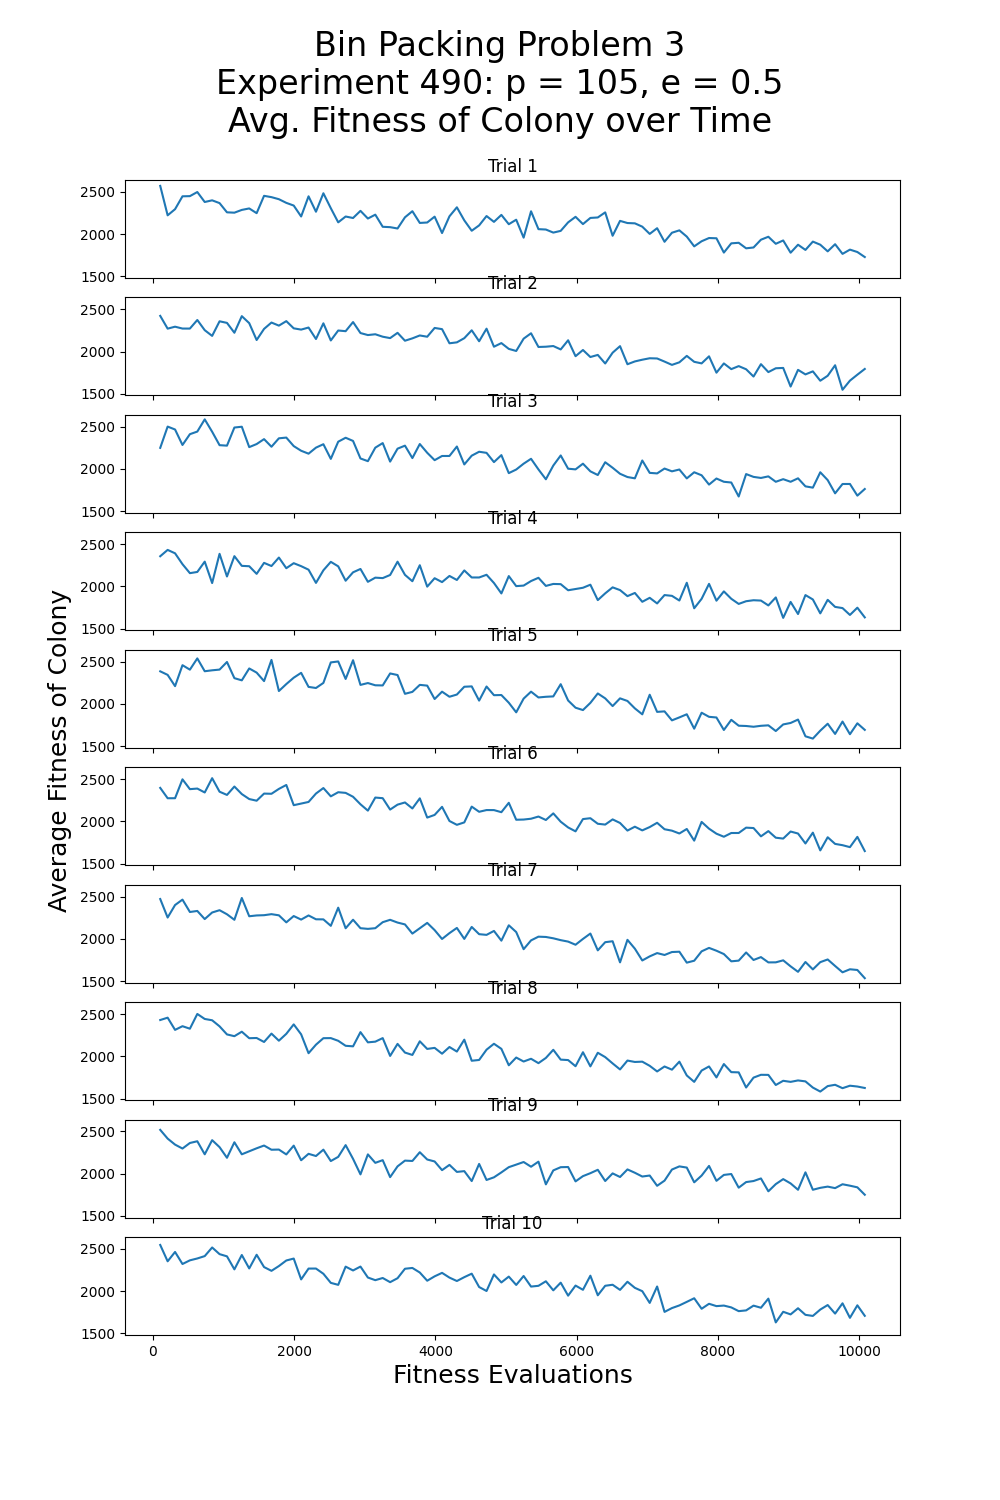 Bin Packing Problem 3
Experiment 490: p = 105, e = 0.5
Avg. Fitness of Colony over Time
Trial 1
2500
2000
1500
Trial 2
2500
2000
1500
Trial 3
2500
2000
1500
Trial 4
2500
2000
1500
Trial 5
2500
2000
1500
Trial 6
2500
2000
1500
Trial 7
2500
2000
1500
Trial 8
2500
2000
1500
Trial 9
2500
2000
1500
Trial 10
2500
2000
1500
0 2000 4000 6000 8000 10000
Fitness Evaluations
Average Fitness of Colony